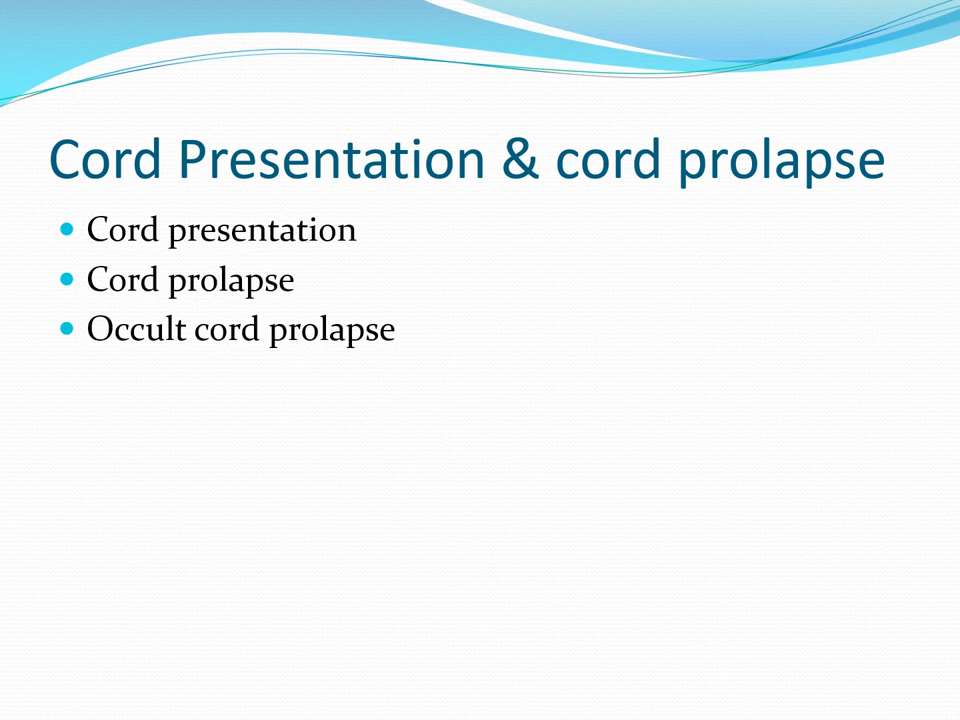 Cord Presentation & cord prolapse
• Cord presentation
• Cord prolapse
• Occult cord prolapse